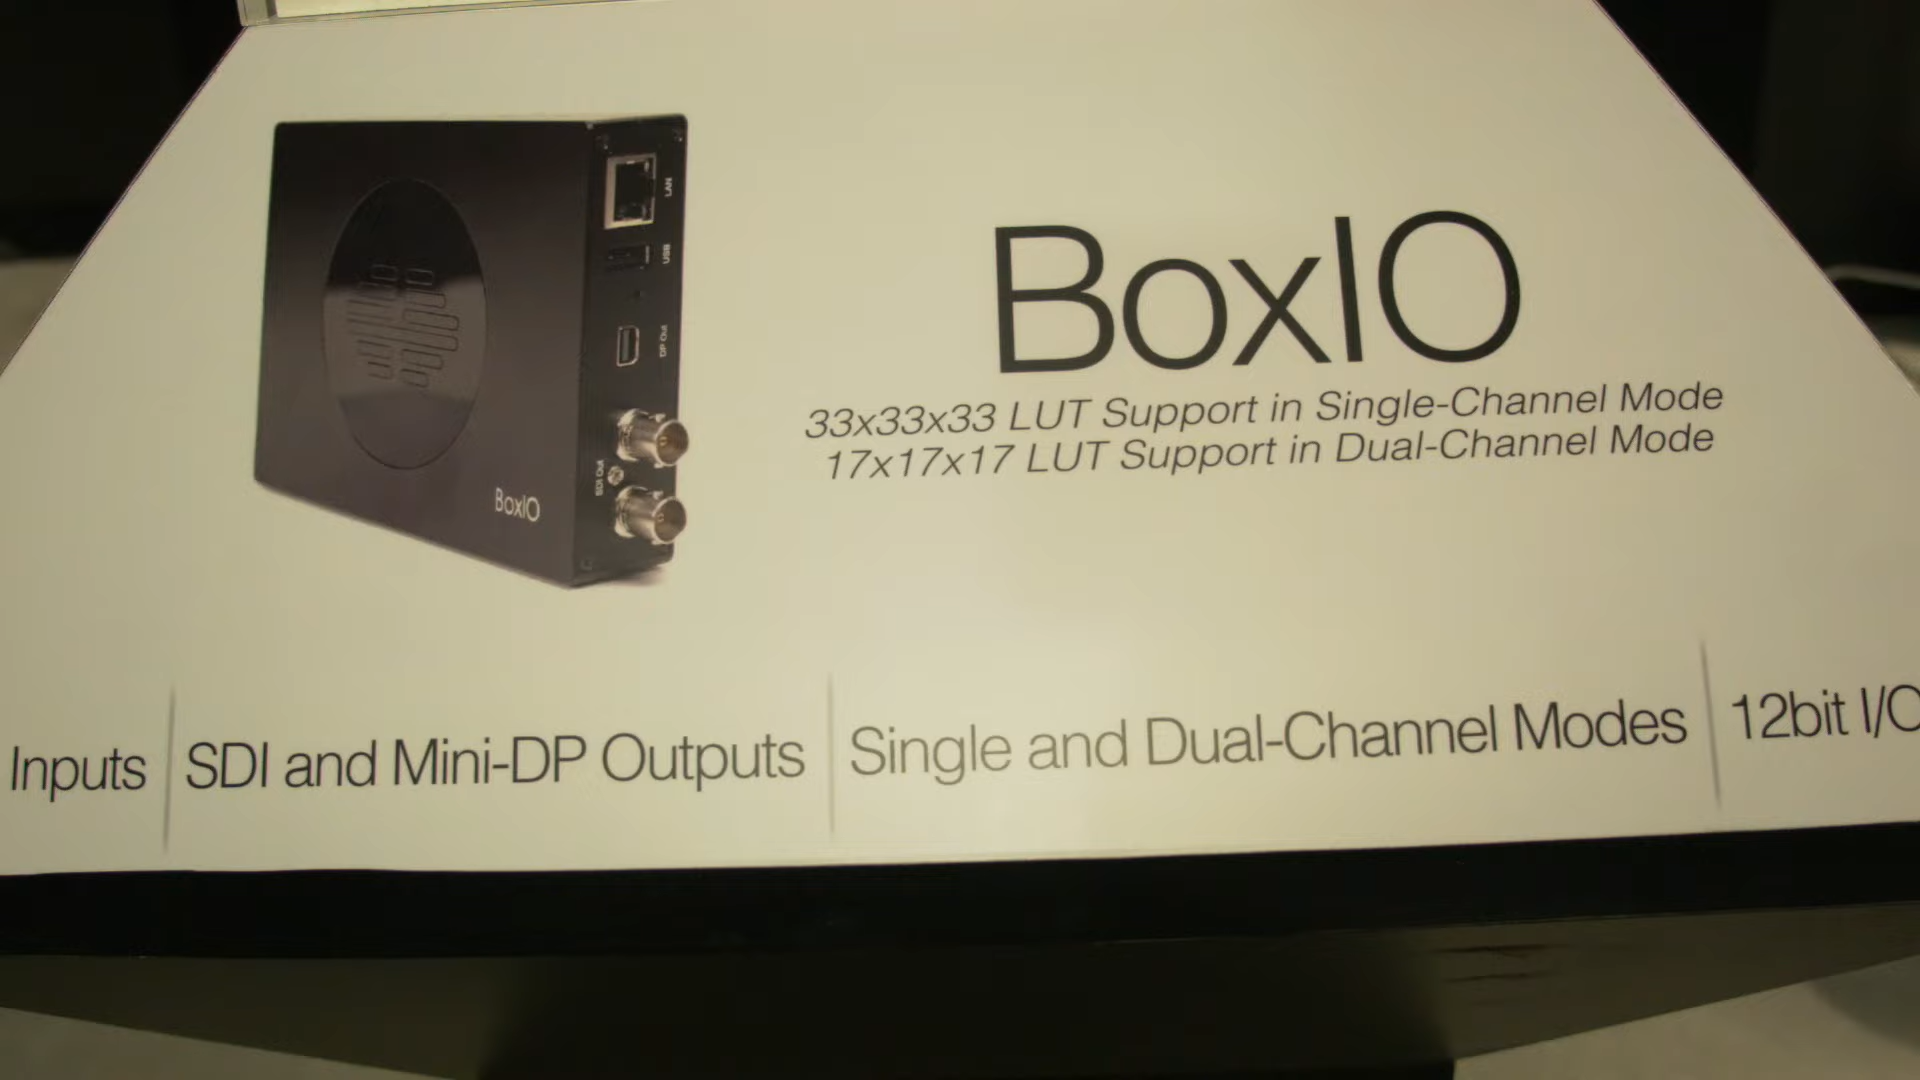 LAN
USB
DP Out
SDI Out
BoxIO
BoxIO
33x33x33 LUT Support in Single-Channel Mode
17x17x17 LUT Support in Dual-Channel Mode
Inputs | SDI and Mini-DP Outputs | Single and Dual-Channel Modes | 12bit I/O